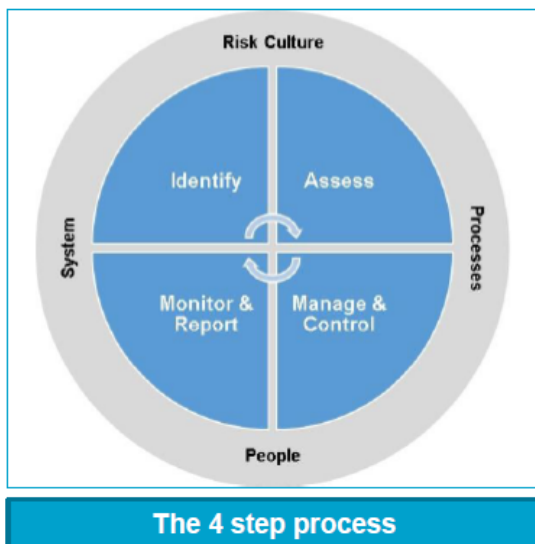 Risk Culture
Identify
Assess
System
Processes
Monitor &
Report
Manage &
Control
People
The 4 step process